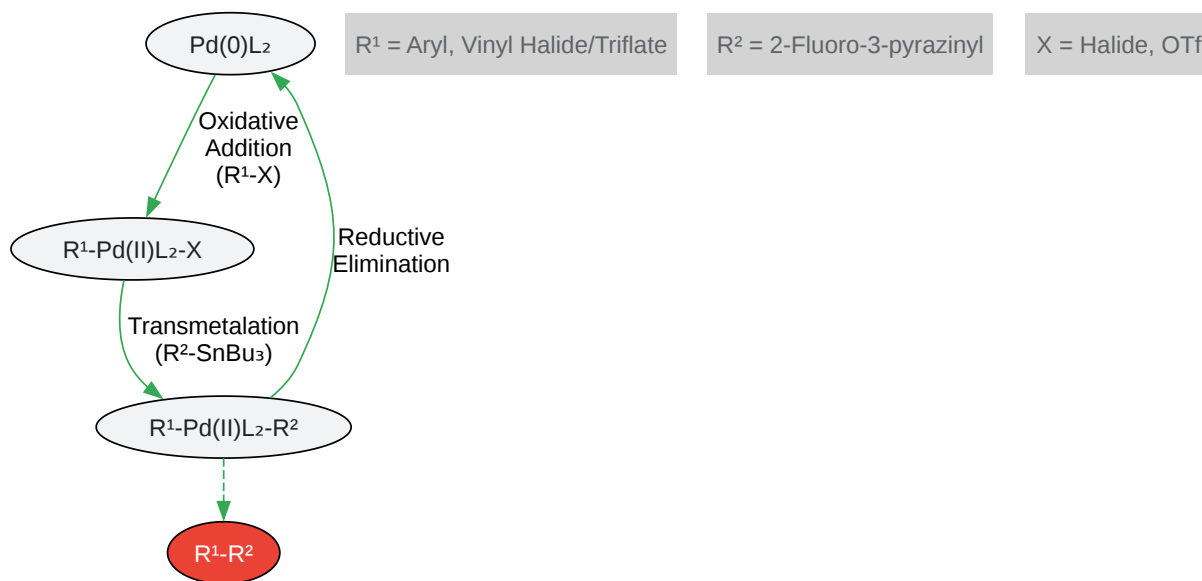 Pd(0)L₂
R¹ = Aryl, Vinyl Halide/Triflate
R² = 2-Fluoro-3-pyrazinyl
X = Halide, OTf
Oxidative
Addition
(R¹-X)
R¹-Pd(II)L₂-X
Reductive
Elimination
Transmetalation
(R²-SnBu₃)
R¹-Pd(II)L₂-R²
R¹-R²